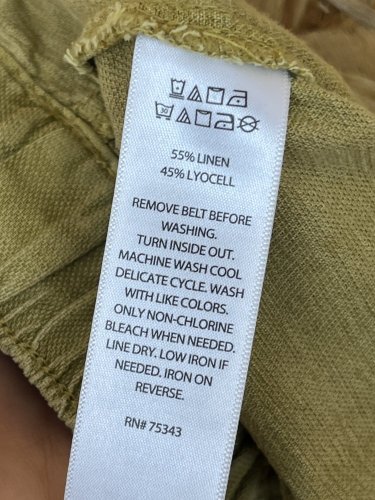 55% LINEN
45% LYOCELL
REMOVE BELT BEFORE
WASHING.
TURN INSIDE OUT.
MACHINE WASH COOL
DELICATE CYCLE. WASH
WITH LIKE COLORS.
ONLY NON-CHLORINE
BLEACH WHEN NEEDED.
LINE DRY. LOW IRON IF
NEEDED. IRON ON
REVERSE.
RN# 75343